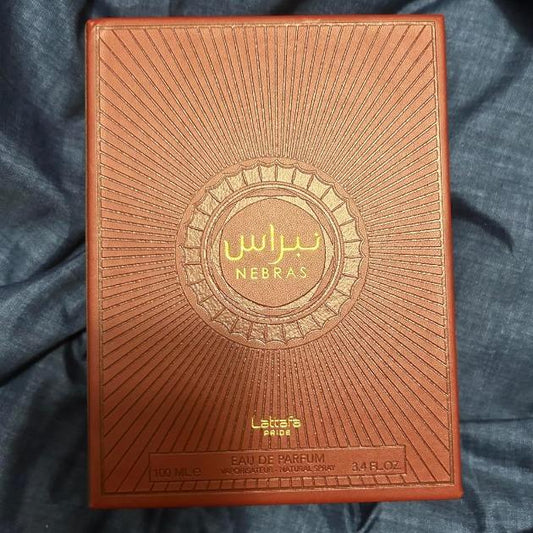 نبراس
NEBRAS
Lattafa
PRIDE
EAU DE PARFUM
100 ML e VAPORISATEUR - NATURAL SPRAY 3.4 FL.OZ.